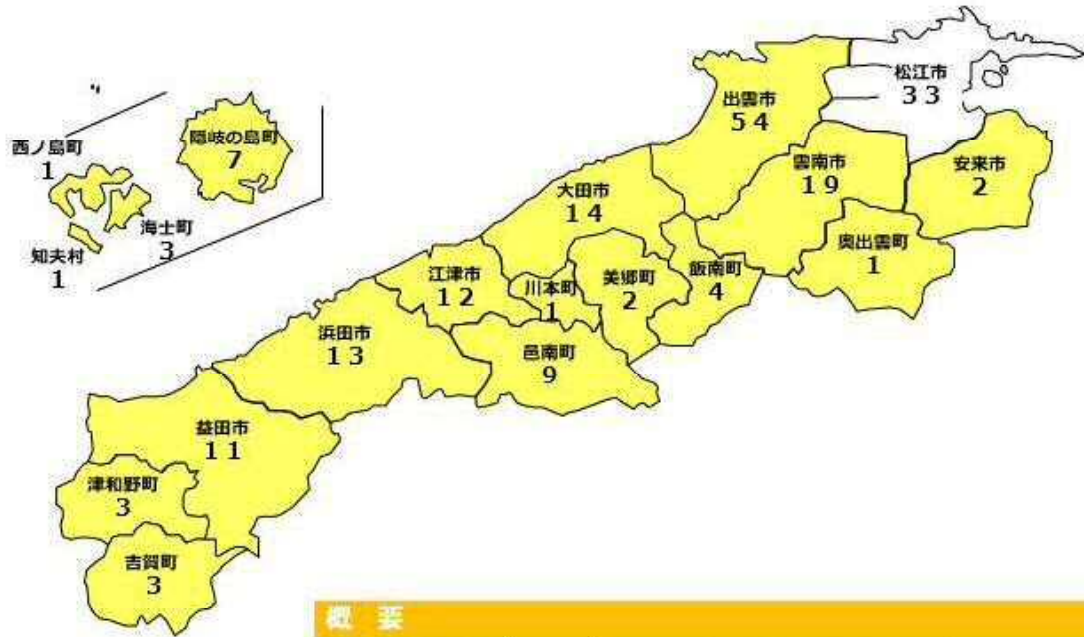 松江市
33
出雲市
54
隠岐の島町
7
西ノ島町
1
海士町
3
知夫村
1
雲南市
19
安来市
2
大田市
14
奥出雲町
1
飯南町
4
美郷町
2
川本町
1
江津市
12
浜田市
13
邑南町
9
益田市
11
津和野町
3
吉賀町
3
概 要